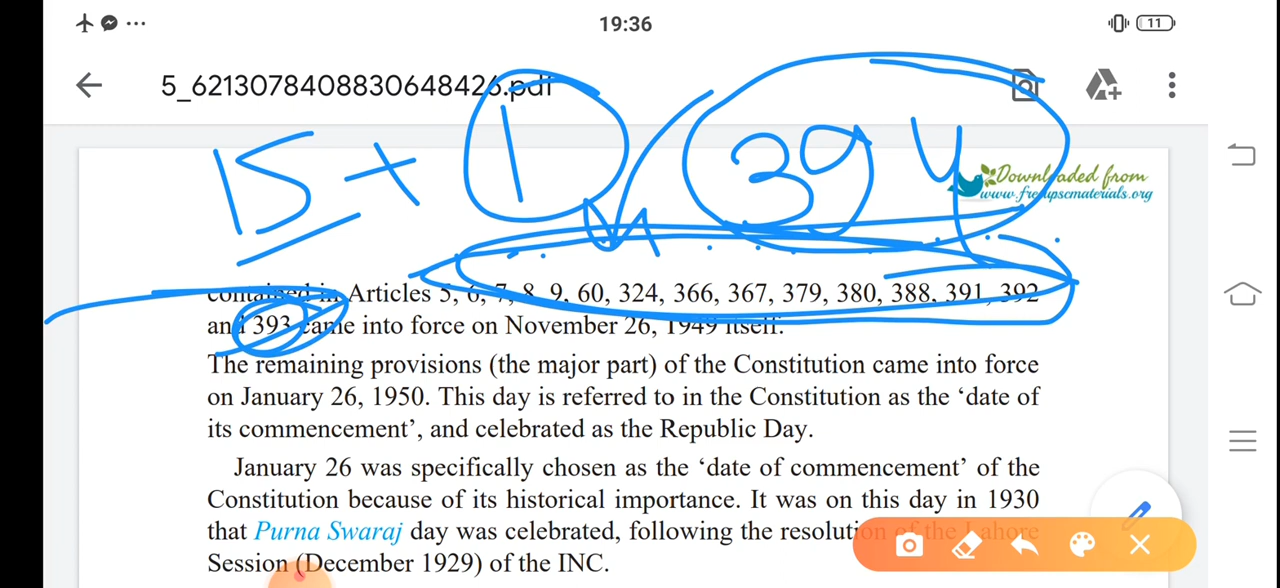 19:36
11
5_6213078408830648426.pdf
15 + 1 394
Downloaded from
www.freeupscmaterials.org
contained in Articles 5, 6, 7, 8, 9, 60, 324, 366, 367, 379, 380, 388, 391, 392
and 393 came into force on November 26, 1949 itself.
The remaining provisions (the major part) of the Constitution came into force
on January 26, 1950. This day is referred to in the Constitution as the ‘date of
its commencement’, and celebrated as the Republic Day.
January 26 was specifically chosen as the ‘date of commencement’ of the
Constitution because of its historical importance. It was on this day in 1930
that Purna Swaraj day was celebrated, following the resolution of the Lahore
Session (December 1929) of the INC.